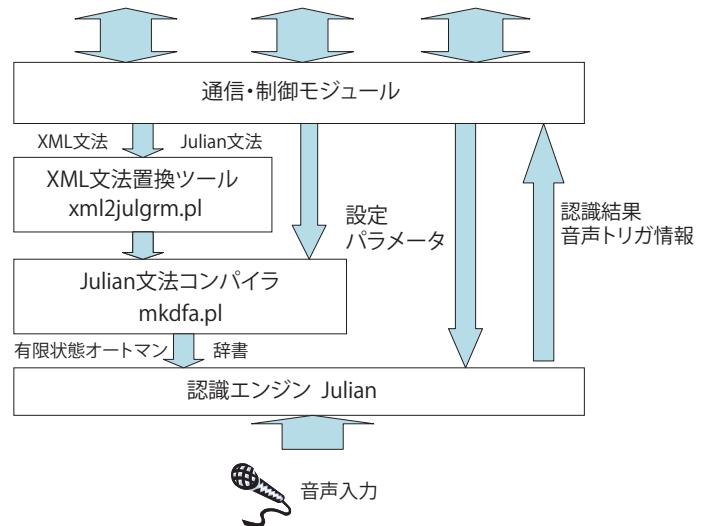 通信・制御モジュール
XML文法 Julian文法
XML文法置換ツール
xml2julgrm.pl
設定
パラメータ
認識結果
音声トリガ情報
Julian文法コンパイラ
mkdfa.pl
有限状態オートマン 辞書
認識エンジン Julian
音声入力